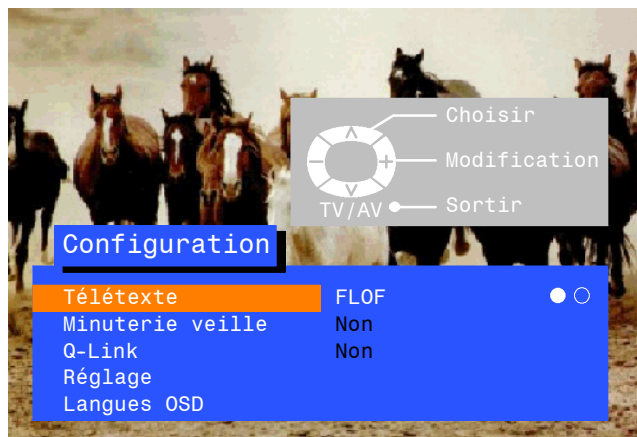 Choisir
Modification
TV/AV Sortir
Configuration
Télétexte FLOF
Minuterie veille Non
Q-Link Non
Réglage
Langues OSD